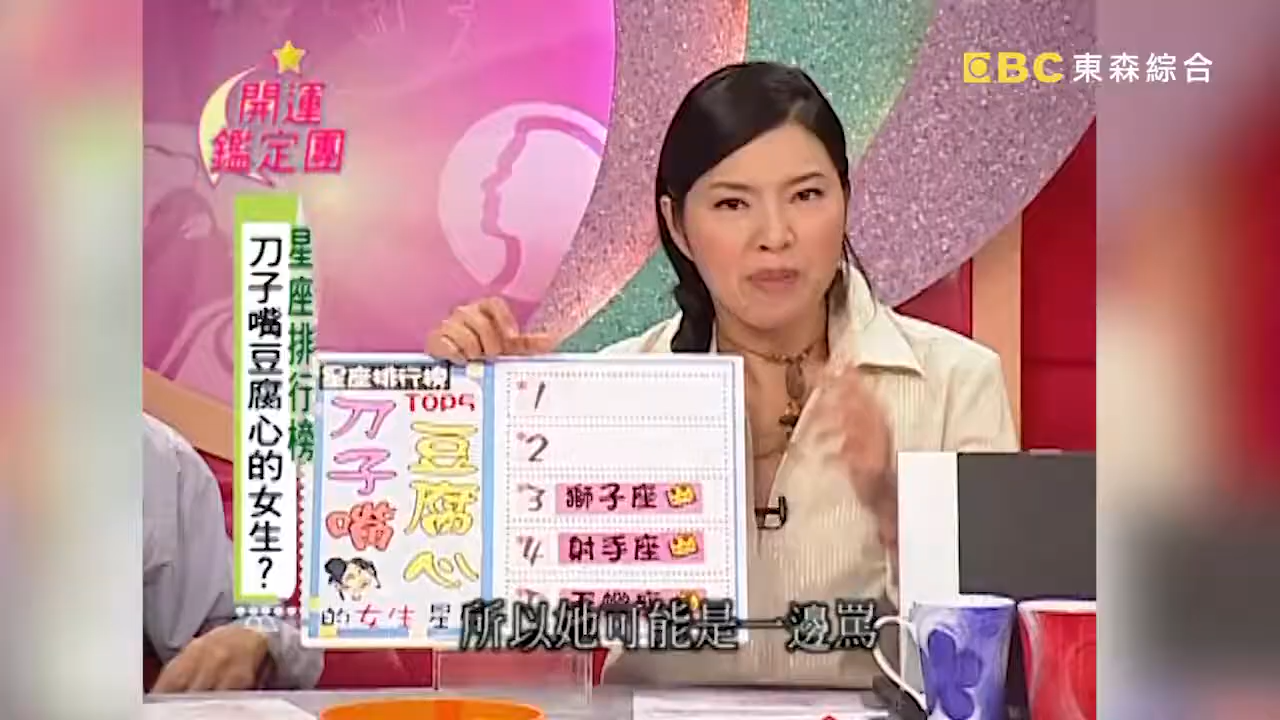 EBC 東森綜合
開運
鑑定團
星座排行榜
刀子嘴豆腐心的女生?
星座排行榜
TOP5
刀子嘴
豆腐心
的女生星
1
2
3 獅子座
4 射手座
所以她可能是一邊罵